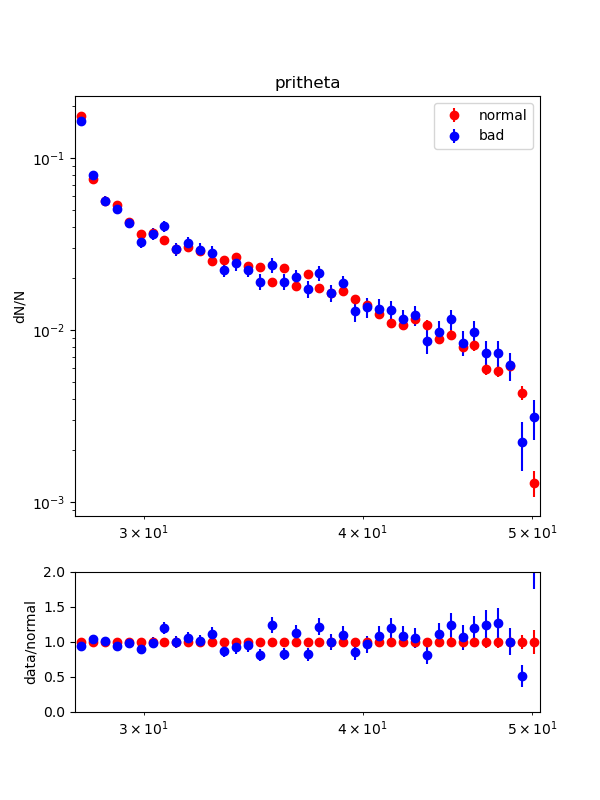 pritheta
normal
bad
dN/N
10⁻¹
10⁻²
10⁻³
3 × 10¹
4 × 10¹
5 × 10¹
data/normal
2.0
1.5
1.0
0.5
0.0
3 × 10¹
4 × 10¹
5 × 10¹